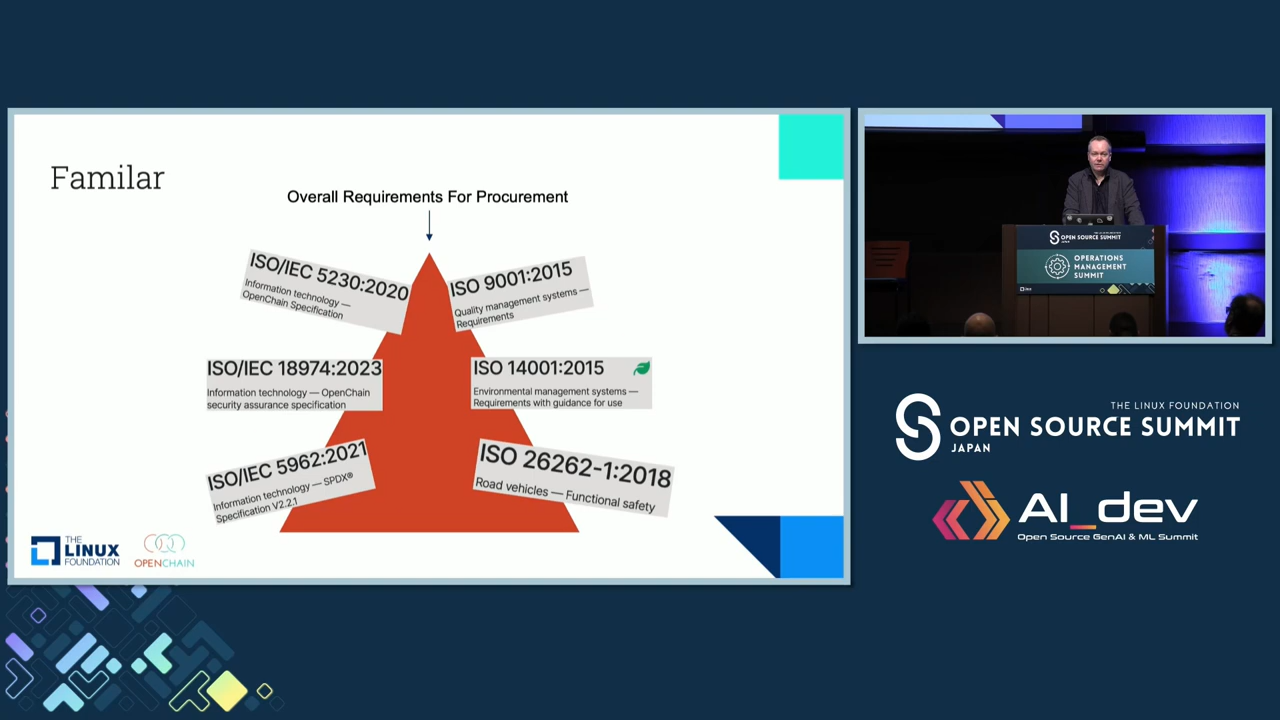 Familar
Overall Requirements For Procurement
ISO/IEC 5230:2020
Information technology —
OpenChain Specification
ISO 9001:2015
Quality management systems —
Requirements
ISO/IEC 18974:2023
Information technology — OpenChain
security assurance specification
ISO 14001:2015
Environmental management systems —
Requirements with guidance for use
ISO/IEC 5962:2021
Information technology — SPDX®
Specification V2.2.1
ISO 26262-1:2018
Road vehicles — Functional safety
THE
LINUX
FOUNDATION
OPENCHAIN
THE LINUX FOUNDATION
OPEN SOURCE SUMMIT
JAPAN
OPERATIONS
MANAGEMENT
SUMMIT
THE LINUX FOUNDATION
OPEN SOURCE SUMMIT
JAPAN
AI_dev
Open Source GenAI & ML Summit